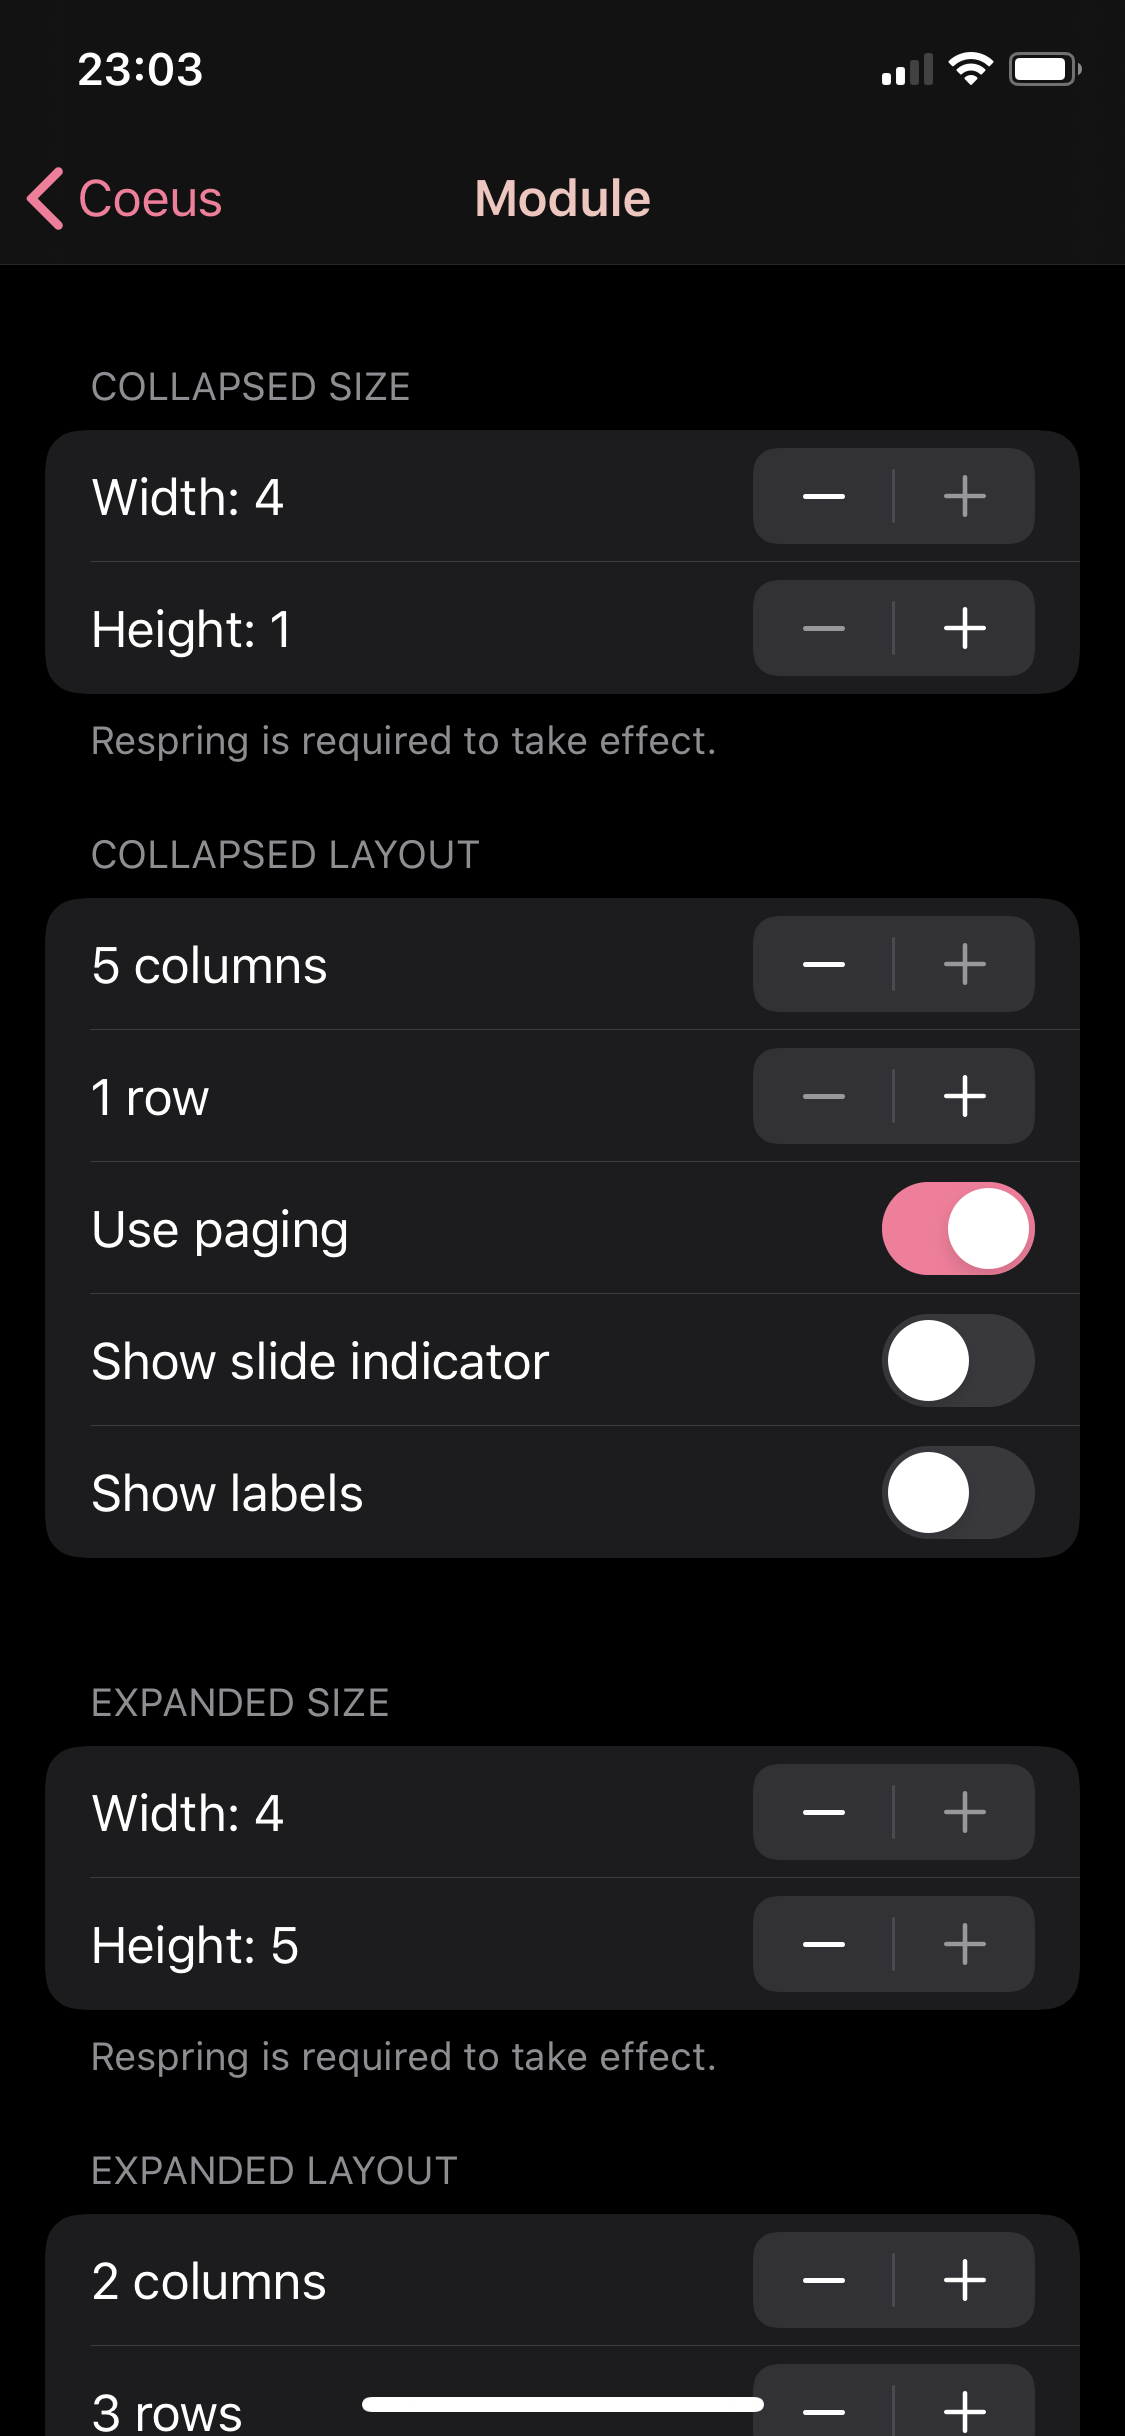 23:03
Coeus
Module
COLLAPSED SIZE
Width: 4
Height: 1
Respring is required to take effect.
COLLAPSED LAYOUT
5 columns
1 row
Use paging
Show slide indicator
Show labels
EXPANDED SIZE
Width: 4
Height: 5
Respring is required to take effect.
EXPANDED LAYOUT
2 columns
3 rows